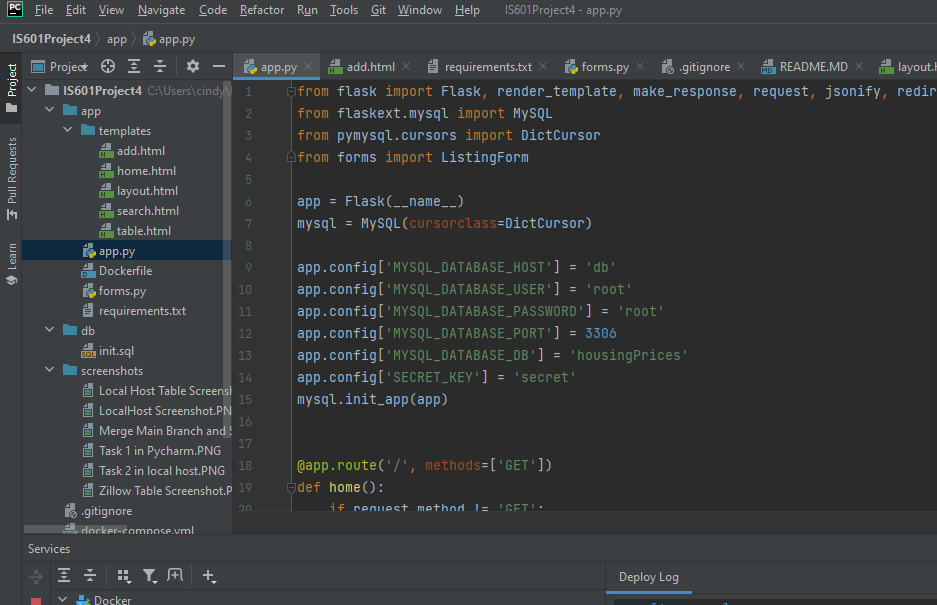 PC File Edit View Navigate Code Refactor Run Tools Git Window Help IS601Project4 - app.py
IS601Project4 app app.py
Project
Pull Requests
Learn
Project
IS601Project4 C:\Users\cindy\
app
templates
add.html
home.html
layout.html
search.html
table.html
app.py
Dockerfile
forms.py
requirements.txt
db
init.sql
screenshots
Local Host Table Screensh
LocalHost Screenshot.PN
Merge Main Branch and S
Task 1 in Pycharm.PNG
Task 2 in local host.PNG
Zillow Table Screenshot.P
.gitignore
docker-compose.yml
app.py add.html requirements.txt forms.py .gitignore README.MD layout.h
1 from flask import Flask, render_template, make_response, request, jsonify, redir
2 from flaskext.mysql import MySQL
3 from pymysql.cursors import DictCursor
4 from forms import ListingForm
5
6 app = Flask(__name__)
7 mysql = MySQL(cursorclass=DictCursor)
8
9 app.config['MYSQL_DATABASE_HOST'] = 'db'
10 app.config['MYSQL_DATABASE_USER'] = 'root'
11 app.config['MYSQL_DATABASE_PASSWORD'] = 'root'
12 app.config['MYSQL_DATABASE_PORT'] = 3306
13 app.config['MYSQL_DATABASE_DB'] = 'housingPrices'
14 app.config['SECRET_KEY'] = 'secret'
15 mysql.init_app(app)
16
17
18 @app.route('/', methods=['GET'])
19 def home():
20 if request.method != 'GET':
Services
Docker
Deploy Log